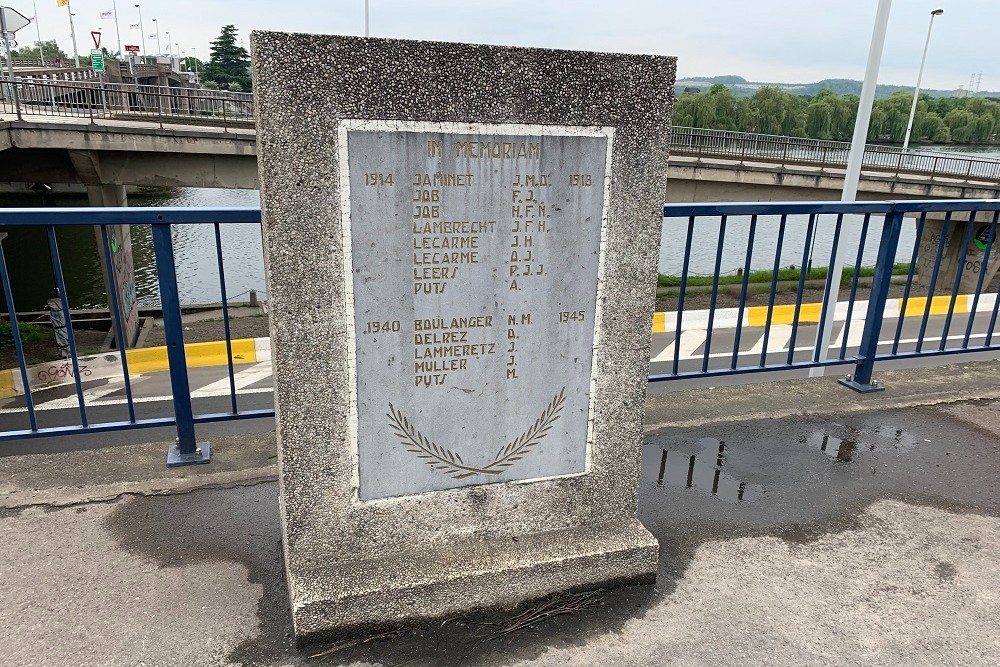 IN MEMORIAM
1914 JAMINET J.M.D. 1918
JOB F.J.
JOB H.F.N.
LAMBRECHT J.F.H.
LECARME J.H.
LECARME A.J.
LEERS P.J.J.
PUTS A.
1940 BOULANGER N.M. 1945
DELREZ D.
LAMMERETZ J.
MULLER J.
PUTS M.